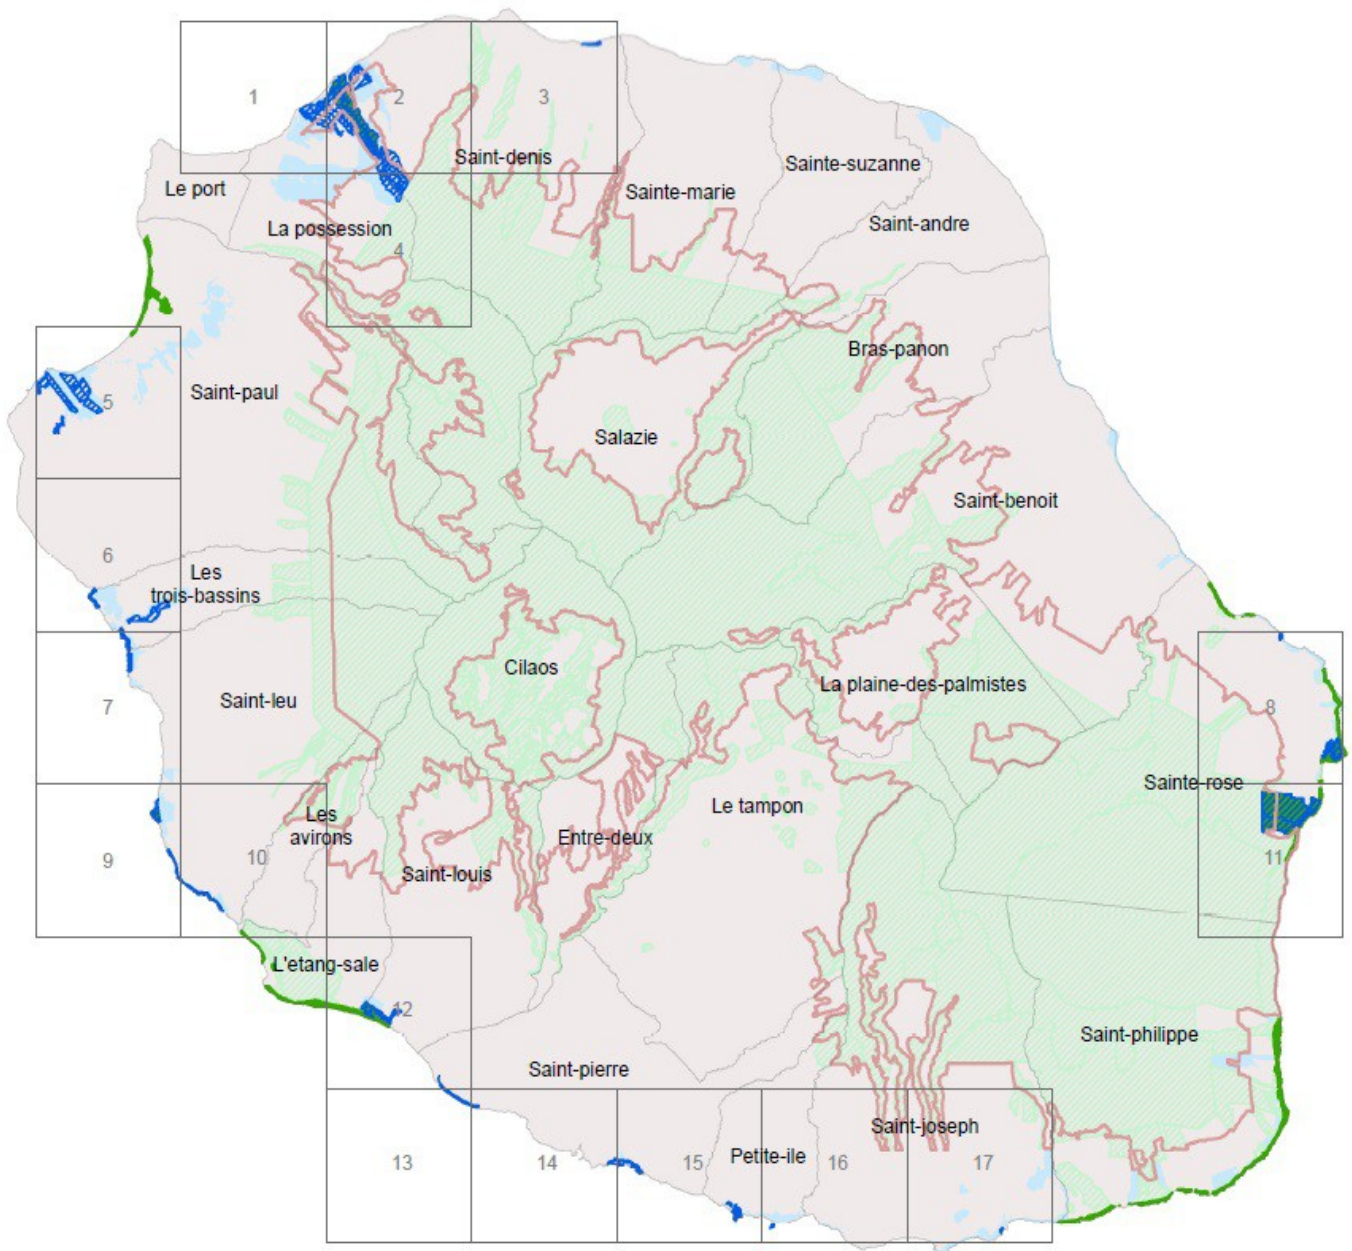 1
2
3
Saint-denis
Sainte-suzanne
Le port
Sainte-marie
La possession
Saint-andre
4
Bras-panon
Saint-paul
5
Salazie
Saint-benoit
6
Les
trois-bassins
Cilaos
La plaine-des-palmistes
Saint-leu
7
8
Sainte-rose
Le tampon
Les
avirons
Entre-deux
9
10
11
Saint-louis
L'etang-sale
12
Saint-philippe
Saint-pierre
Saint-joseph
13
14
15
Petite-ile
16
17